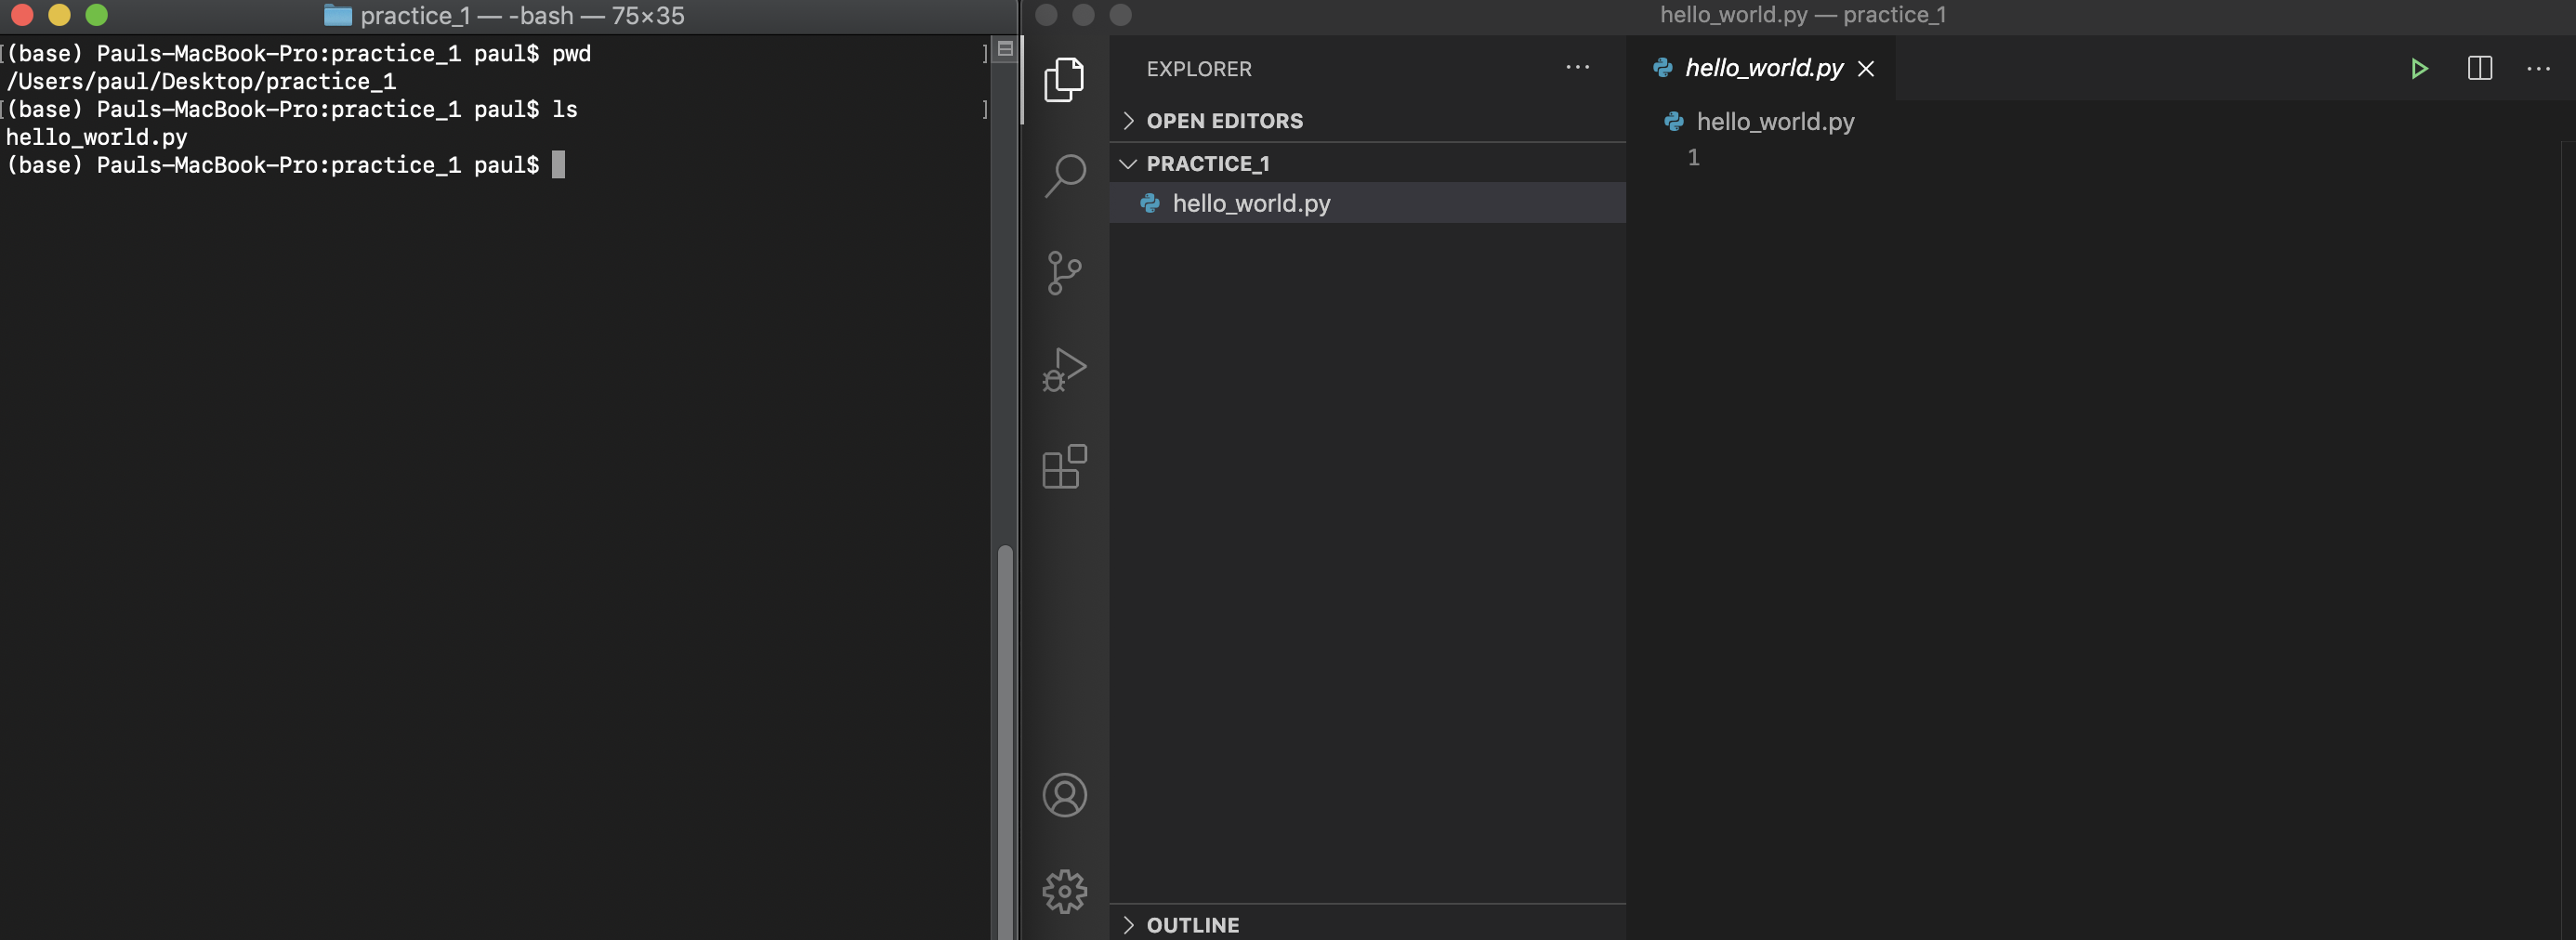 practice_1 — -bash — 75×35
(base) Pauls-MacBook-Pro:practice_1 paul$ pwd
/Users/paul/Desktop/practice_1
(base) Pauls-MacBook-Pro:practice_1 paul$ ls
hello_world.py
(base) Pauls-MacBook-Pro:practice_1 paul$
hello_world.py — practice_1
EXPLORER
OPEN EDITORS
PRACTICE_1
hello_world.py
OUTLINE
hello_world.py
hello_world.py
1